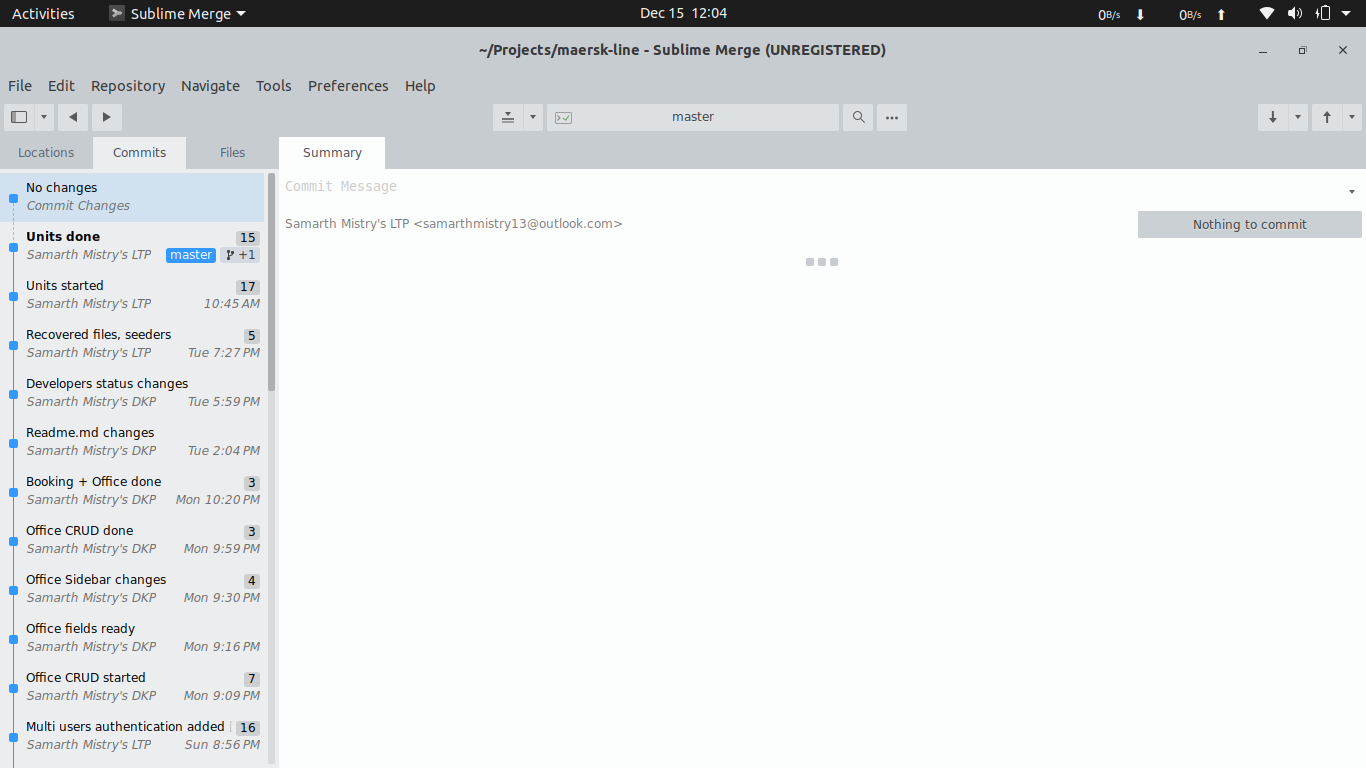 Activities Sublime Merge Dec 15 12:04 0B/s 0B/s
~/Projects/maersk-line - Sublime Merge (UNREGISTERED)
File Edit Repository Navigate Tools Preferences Help
master
Locations Commits Files Summary
No changes
Commit Changes
Units done 15
Samarth Mistry's LTP master +1
Units started 17
Samarth Mistry's LTP 10:45 AM
Recovered files, seeders 5
Samarth Mistry's LTP Tue 7:27 PM
Developers status changes
Samarth Mistry's DKP Tue 5:59 PM
Readme.md changes
Samarth Mistry's DKP Tue 2:04 PM
Booking + Office done 3
Samarth Mistry's DKP Mon 10:20 PM
Office CRUD done 3
Samarth Mistry's DKP Mon 9:59 PM
Office Sidebar changes 4
Samarth Mistry's DKP Mon 9:30 PM
Office fields ready
Samarth Mistry's DKP Mon 9:16 PM
Office CRUD started 7
Samarth Mistry's DKP Mon 9:09 PM
Multi users authentication added 16
Samarth Mistry's LTP Sun 8:56 PM
Commit Message
Samarth Mistry's LTP <samarthmistry13@outlook.com> Nothing to commit